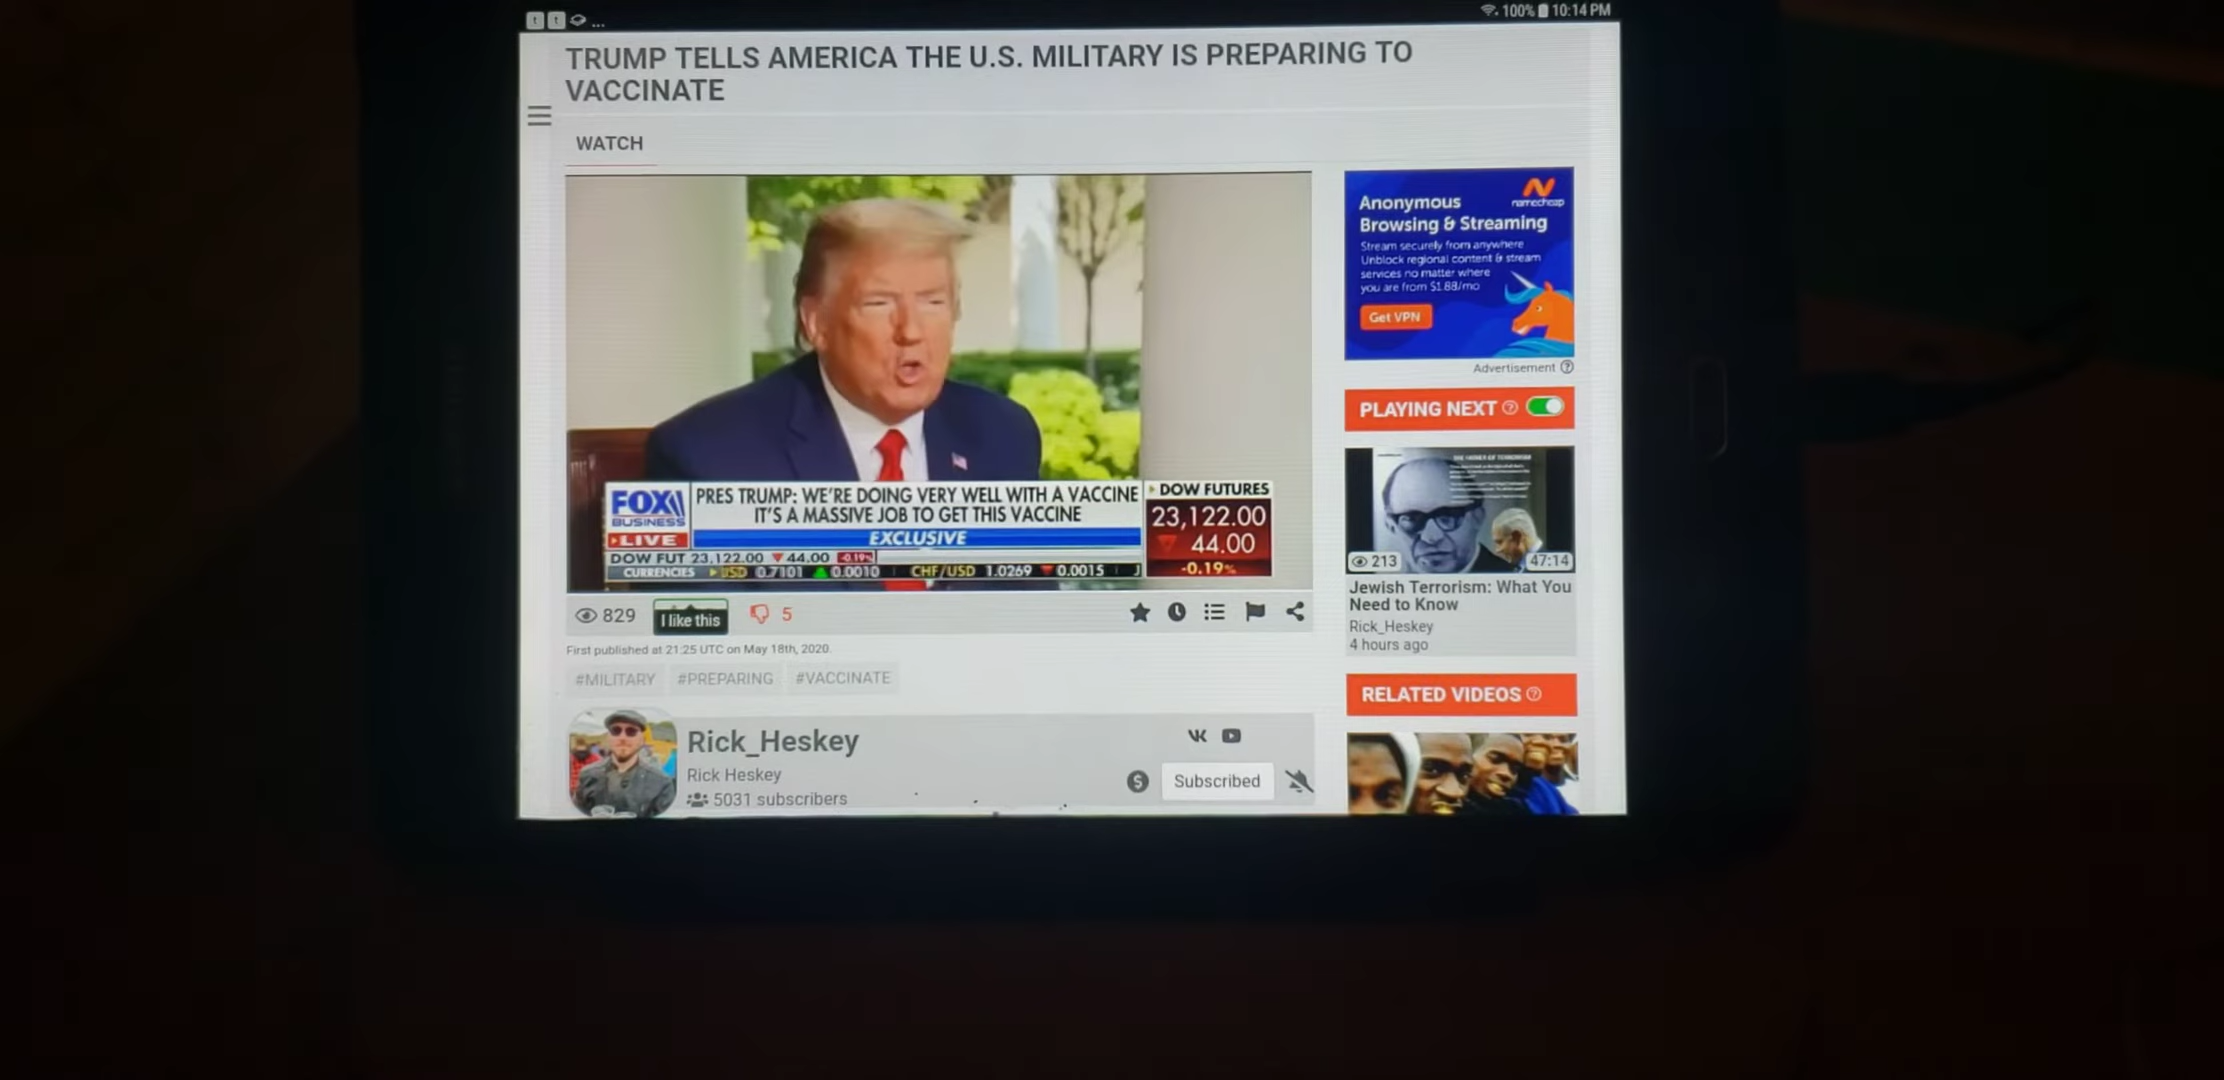 100% 10:14 PM
TRUMP TELLS AMERICA THE U.S. MILITARY IS PREPARING TO
VACCINATE
WATCH
FOX
BUSINESS
LIVE
PRES TRUMP: WE'RE DOING VERY WELL WITH A VACCINE
IT'S A MASSIVE JOB TO GET THIS VACCINE
EXCLUSIVE
DOW FUT 23,122.00 ▼44.00 -0.19%
CURRENCIES USD 0.7101 ▲0.0010 CHF/USD 1.0269 ▼0.0015 J
DOW FUTURES
23,122.00
▼ 44.00
-0.19%
829
I like this
5
First published at 21:25 UTC on May 18th, 2020.
#MILITARY #PREPARING #VACCINATE
Rick_Heskey
Rick Heskey
5031 subscribers
Subscribed
namecheap
Anonymous
Browsing & Streaming
Stream securely from anywhere
Unblock regional content & stream
services no matter where
you are from $1.88/mo
Get VPN
Advertisement
PLAYING NEXT
213
47:14
Jewish Terrorism: What You
Need to Know
Rick_Heskey
4 hours ago
RELATED VIDEOS